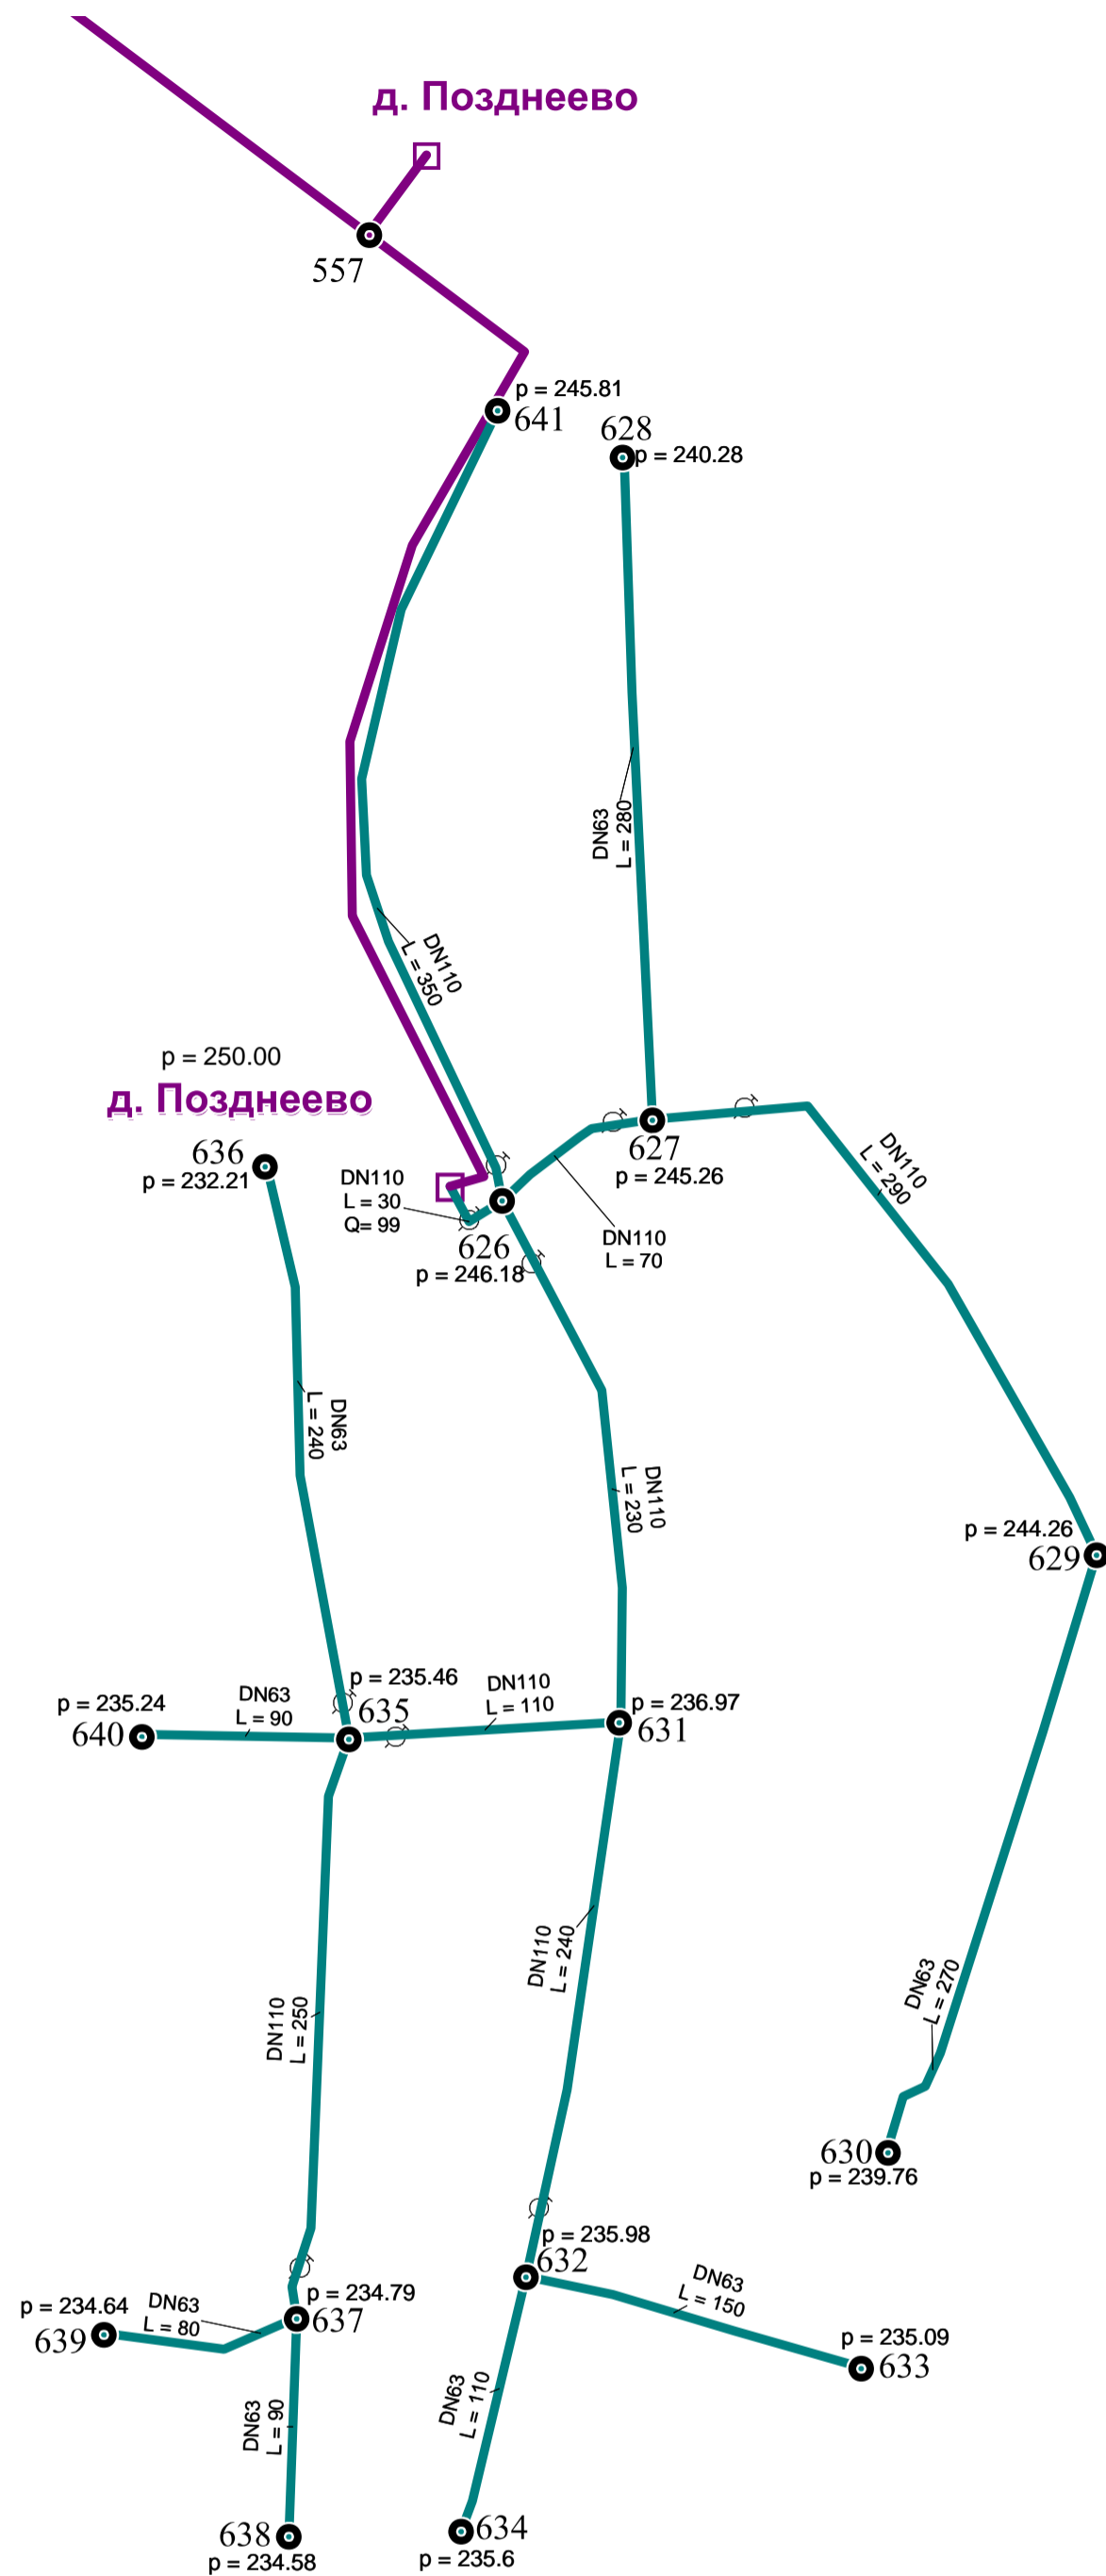 д. Позднеево
557
p = 245.81
641
628
p = 240.28
DN63
L = 280
DN110
L = 350
p = 250.00
д. Позднеево
636
p = 232.21
DN110
L = 30
Q= 99
626
p = 246.18
627
p = 245.26
DN110
L = 70
DN110
L = 290
DN63
L = 240
DN110
L = 230
p = 244.26
629
p = 235.46
635
DN110
L = 110
p = 236.97
631
DN63
L = 90
p = 235.24
640
DN110
L = 240
DN63
L = 270
DN110
L = 250
630
p = 239.76
p = 235.98
632
DN63
L = 150
p = 235.09
633
p = 234.79
637
DN63
L = 80
p = 234.64
639
DN63
L = 110
DN63
L = 90
634
p = 235.6
638
p = 234.58